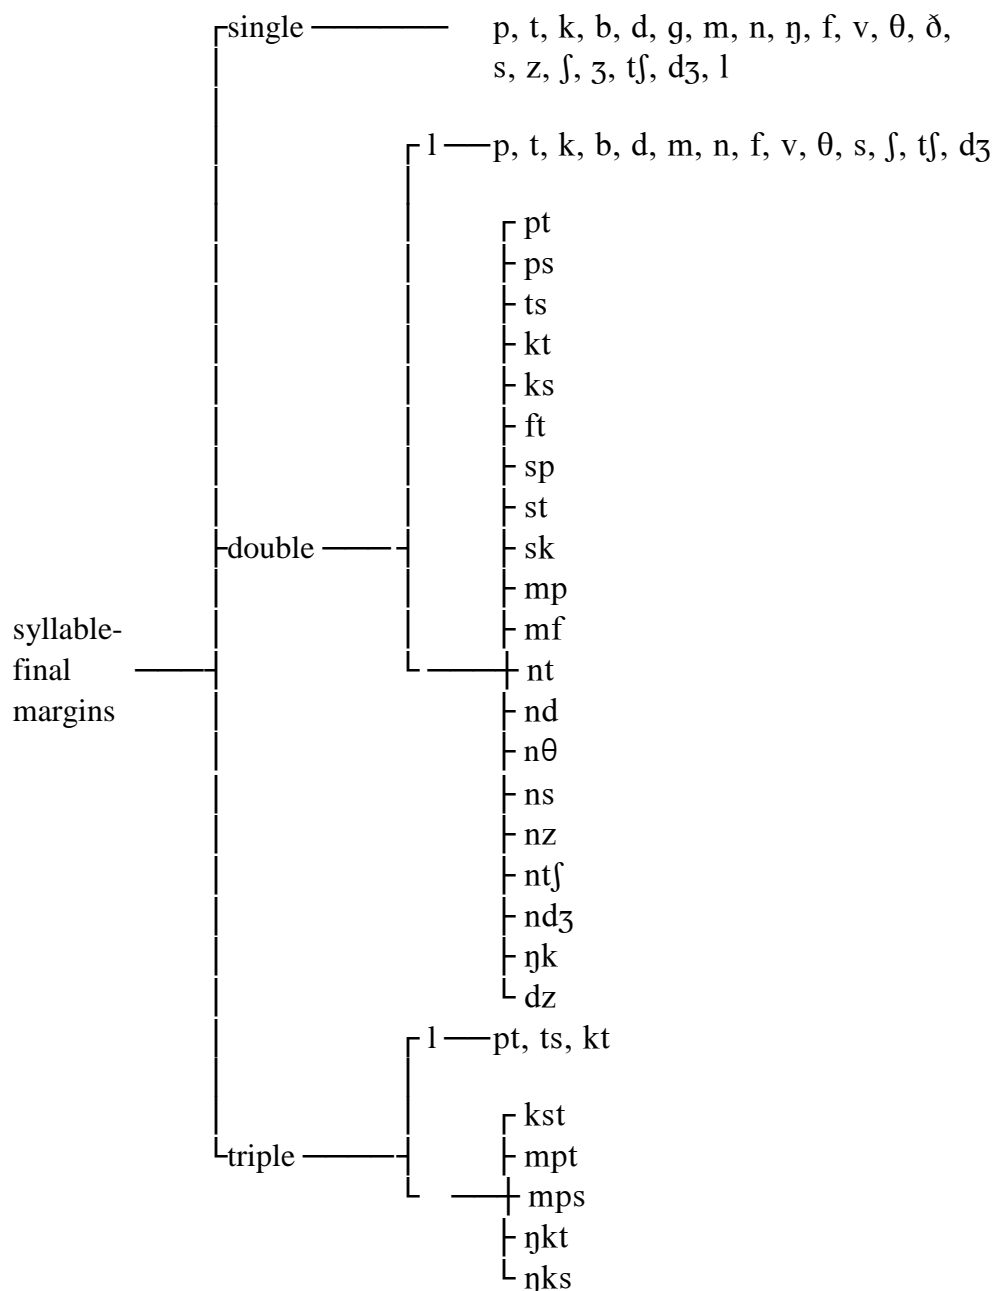 single p, t, k, b, d, ɡ, m, n, ŋ, f, v, θ, ð,
s, z, ʃ, ʒ, tʃ, dʒ, l
l p, t, k, b, d, m, n, f, v, θ, s, ʃ, tʃ, dʒ
pt
ps
ts
kt
ks
ft
sp
st
double sk
mp
syllable- mf
final nt
margins nd
nθ
ns
nz
ntʃ
ndʒ
ŋk
dz
l pt, ts, kt
kst
triple mpt
mps
ŋkt
ŋks